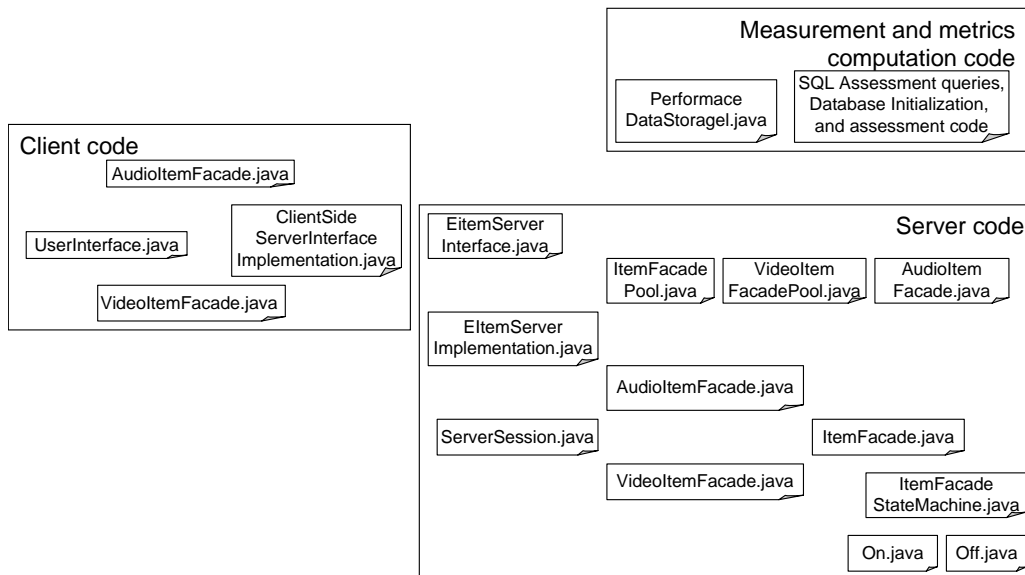 Measurement and metrics
computation code
Performace
DataStorageI.java
SQL Assessment queries,
Database Initialization,
and assessment code
Client code
AudioItemFacade.java
UserInterface.java
ClientSide
ServerInterface
Implementation.java
VideoItemFacade.java
Server code
EitemServer
Interface.java
ItemFacade
Pool.java
VideoItem
FacadePool.java
AudioItem
Facade.java
EItemServer
Implementation.java
AudioItemFacade.java
ServerSession.java
ItemFacade.java
VideoItemFacade.java
ItemFacade
StateMachine.java
On.java
Off.java